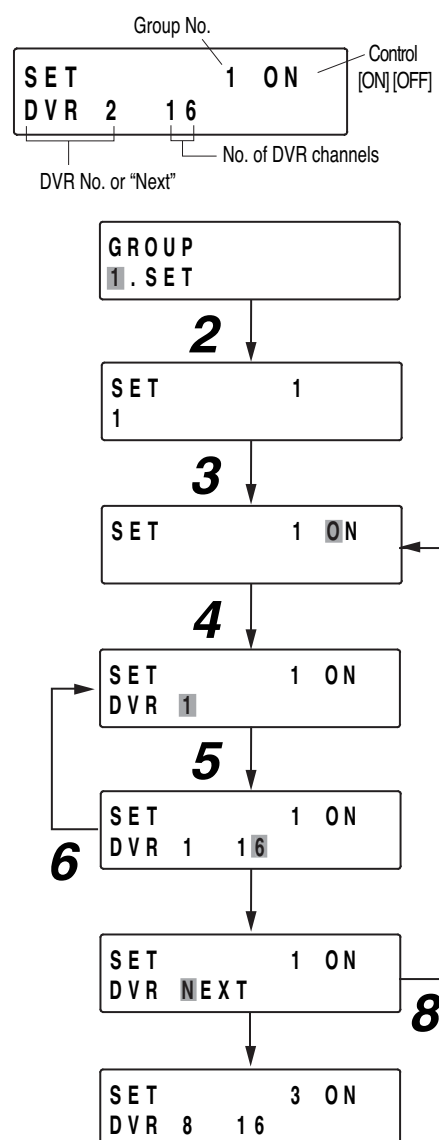 Group No.
Control
[ON] [OFF]
SET 1 ON
DVR 2 16
No. of DVR channels
DVR No. or “Next”
GROUP
1.SET
2
SET 1
1
3
SET 1 ON
4
SET 1 ON
DVR 1
5
SET 1 ON
DVR 1 16
6
SET 1 ON
DVR NEXT
8
SET 3 ON
DVR 8 16